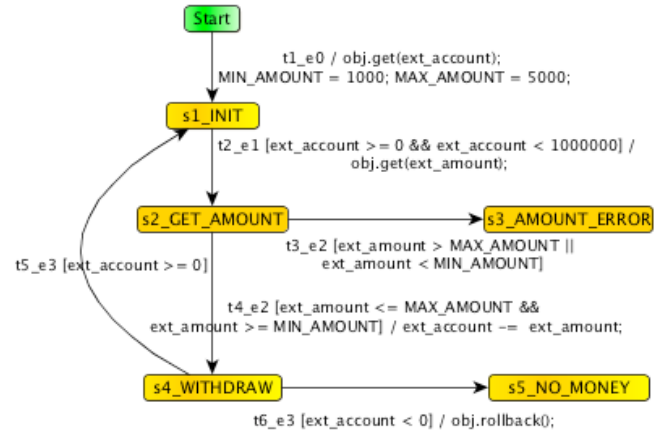 Start
t1_e0 / obj.get(ext_account);
MIN_AMOUNT = 1000; MAX_AMOUNT = 5000;
s1_INIT
t2_e1 [ext_account >= 0 && ext_account < 1000000] /
obj.get(ext_amount);
s2_GET_AMOUNT
s3_AMOUNT_ERROR
t3_e2 [ext_amount > MAX_AMOUNT ||
ext_amount < MIN_AMOUNT]
t5_e3 [ext_account >= 0]
t4_e2 [ext_amount <= MAX_AMOUNT &&
ext_amount >= MIN_AMOUNT] / ext_account -= ext_amount;
s4_WITHDRAW
s5_NO_MONEY
t6_e3 [ext_account < 0] / obj.rollback();